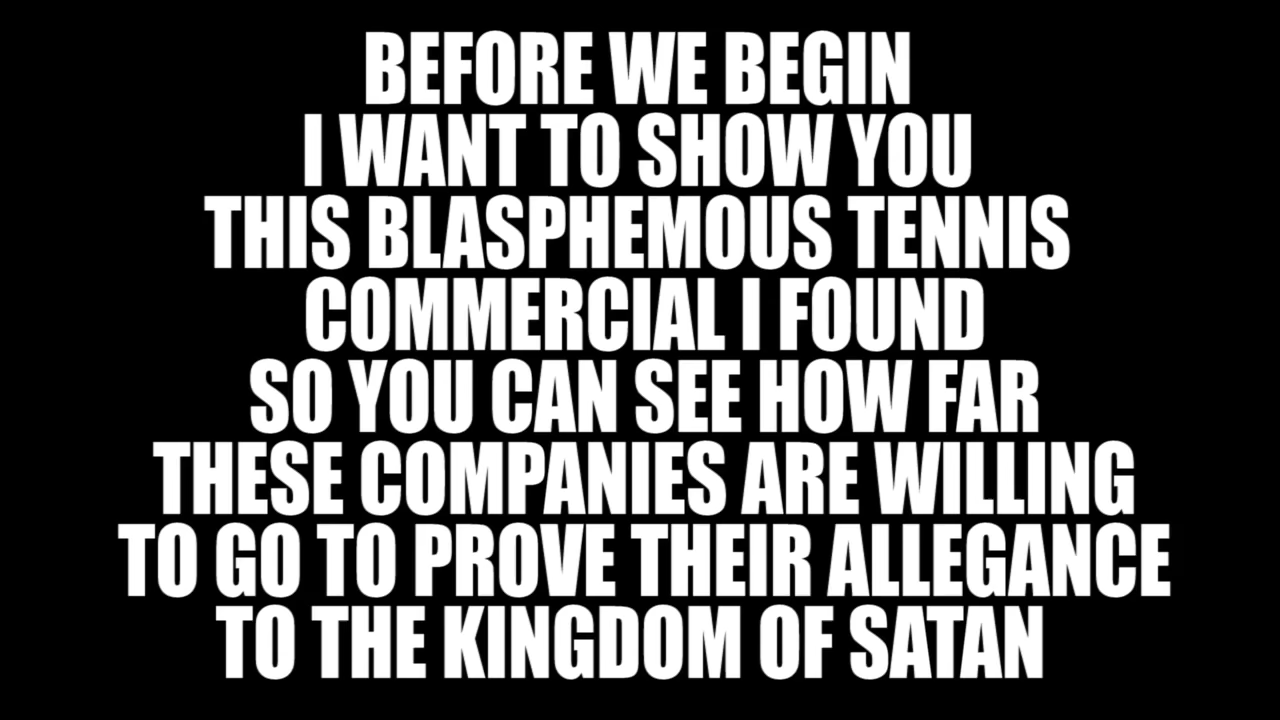 BEFORE WE BEGIN
I WANT TO SHOW YOU
THIS BLASPHEMOUS TENNIS
COMMERCIAL I FOUND
SO YOU CAN SEE HOW FAR
THESE COMPANIES ARE WILLING
TO GO TO PROVE THEIR ALLEGANCE
TO THE KINGDOM OF SATAN